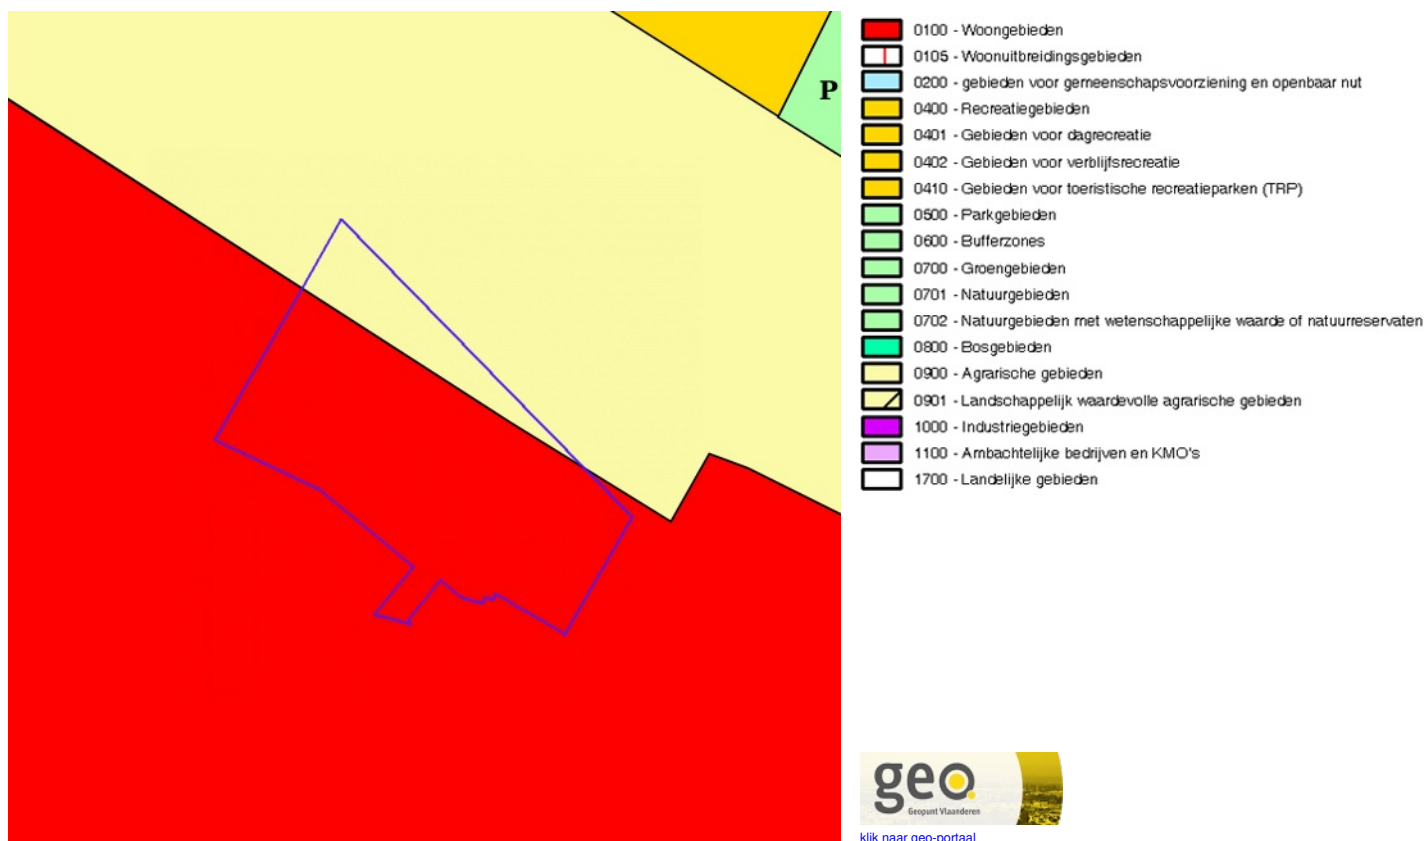 P
0100 - Woongebieden
0105 - Woonuitbreidingsgebieden
0200 - gebieden voor gemeenschapsvoorziening en openbaar nut
0400 - Recreatiegebieden
0401 - Gebieden voor dagrecreatie
0402 - Gebieden voor verblijfsrecreatie
0410 - Gebieden voor toeristische recreatieparken (TRP)
0500 - Parkgebieden
0600 - Bufferzones
0700 - Groengebieden
0701 - Natuurgebieden
0702 - Natuurgebieden met wetenschappelijke waarde of natuurreservaten
0800 - Bosgebieden
0900 - Agrarische gebieden
0901 - Landschappelijk waardevolle agrarische gebieden
1000 - Industriegebieden
1100 - Ambachtelijke bedrijven en KMO's
1700 - Landelijke gebieden
geo
Geopunt Vlaanderen
klik naar geo-portaal